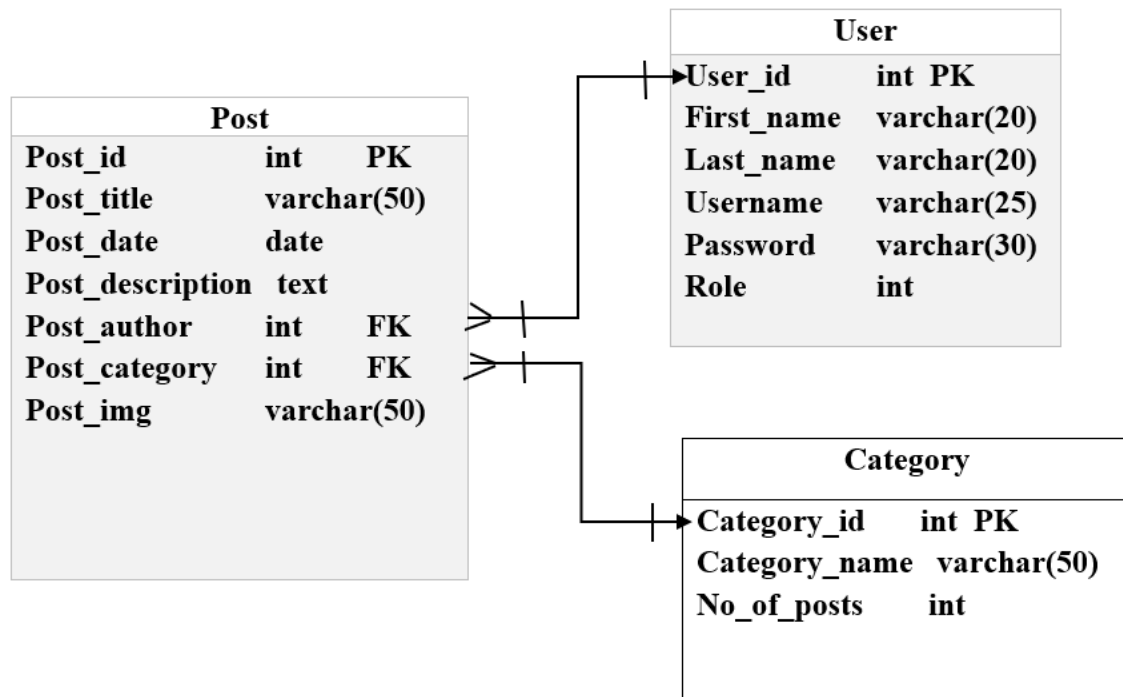 Post
Post_id int PK
Post_title varchar(50)
Post_date date
Post_description text
Post_author int FK
Post_category int FK
Post_img varchar(50)
User
User_id int PK
First_name varchar(20)
Last_name varchar(20)
Username varchar(25)
Password varchar(30)
Role int
Category
Category_id int PK
Category_name varchar(50)
No_of_posts int